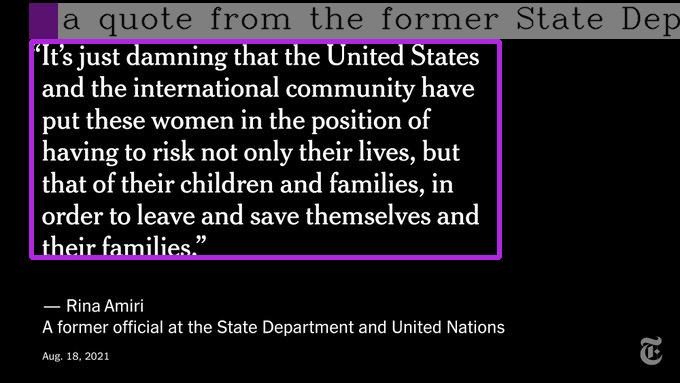 a quote from the former State Dep
“It’s just damning that the United States
and the international community have
put these women in the position of
having to risk not only their lives, but
that of their children and families, in
order to leave and save themselves and
their families.”
— Rina Amiri
A former official at the State Department and United Nations
Aug. 18, 2021
T